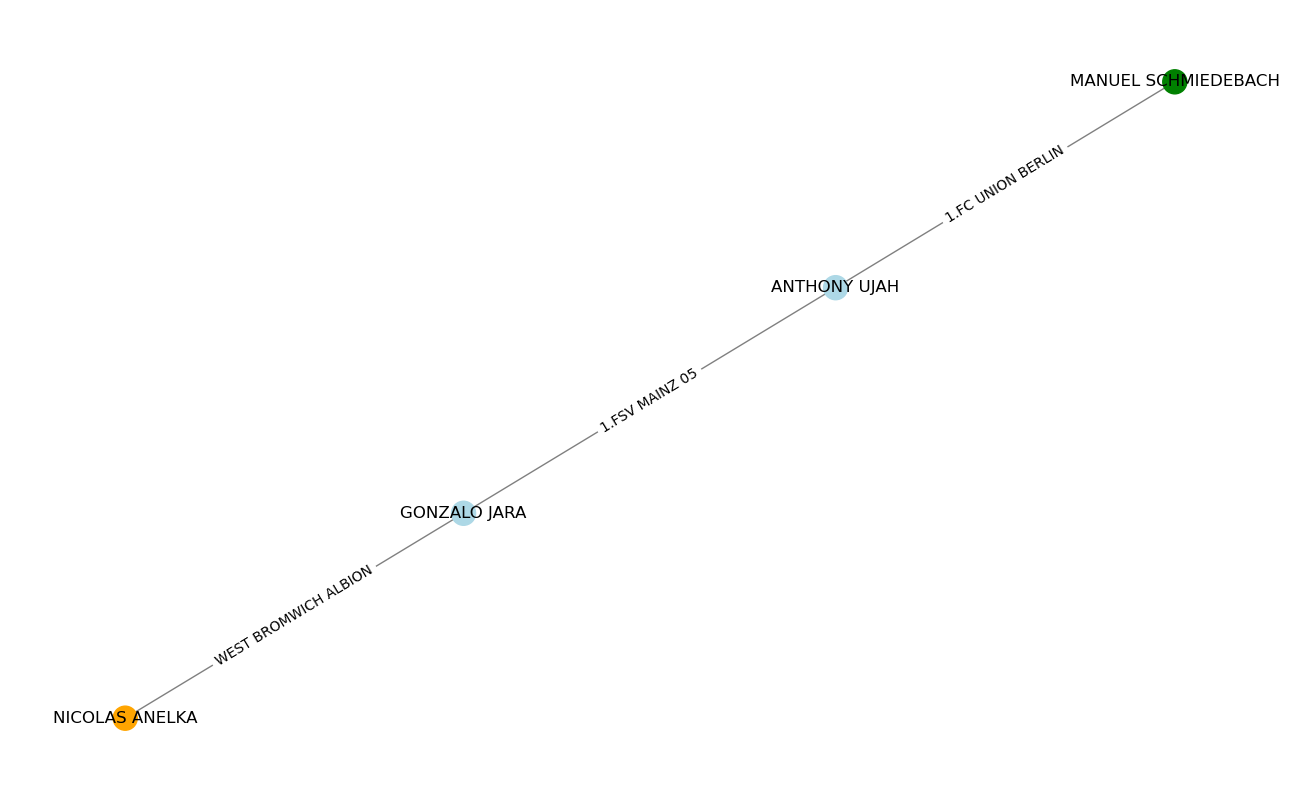 MANUEL SCHMIEDEBACH
1.FC UNION BERLIN
ANTHONY UJAH
1.FSV MAINZ 05
GONZALO JARA
WEST BROMWICH ALBION
NICOLAS ANELKA